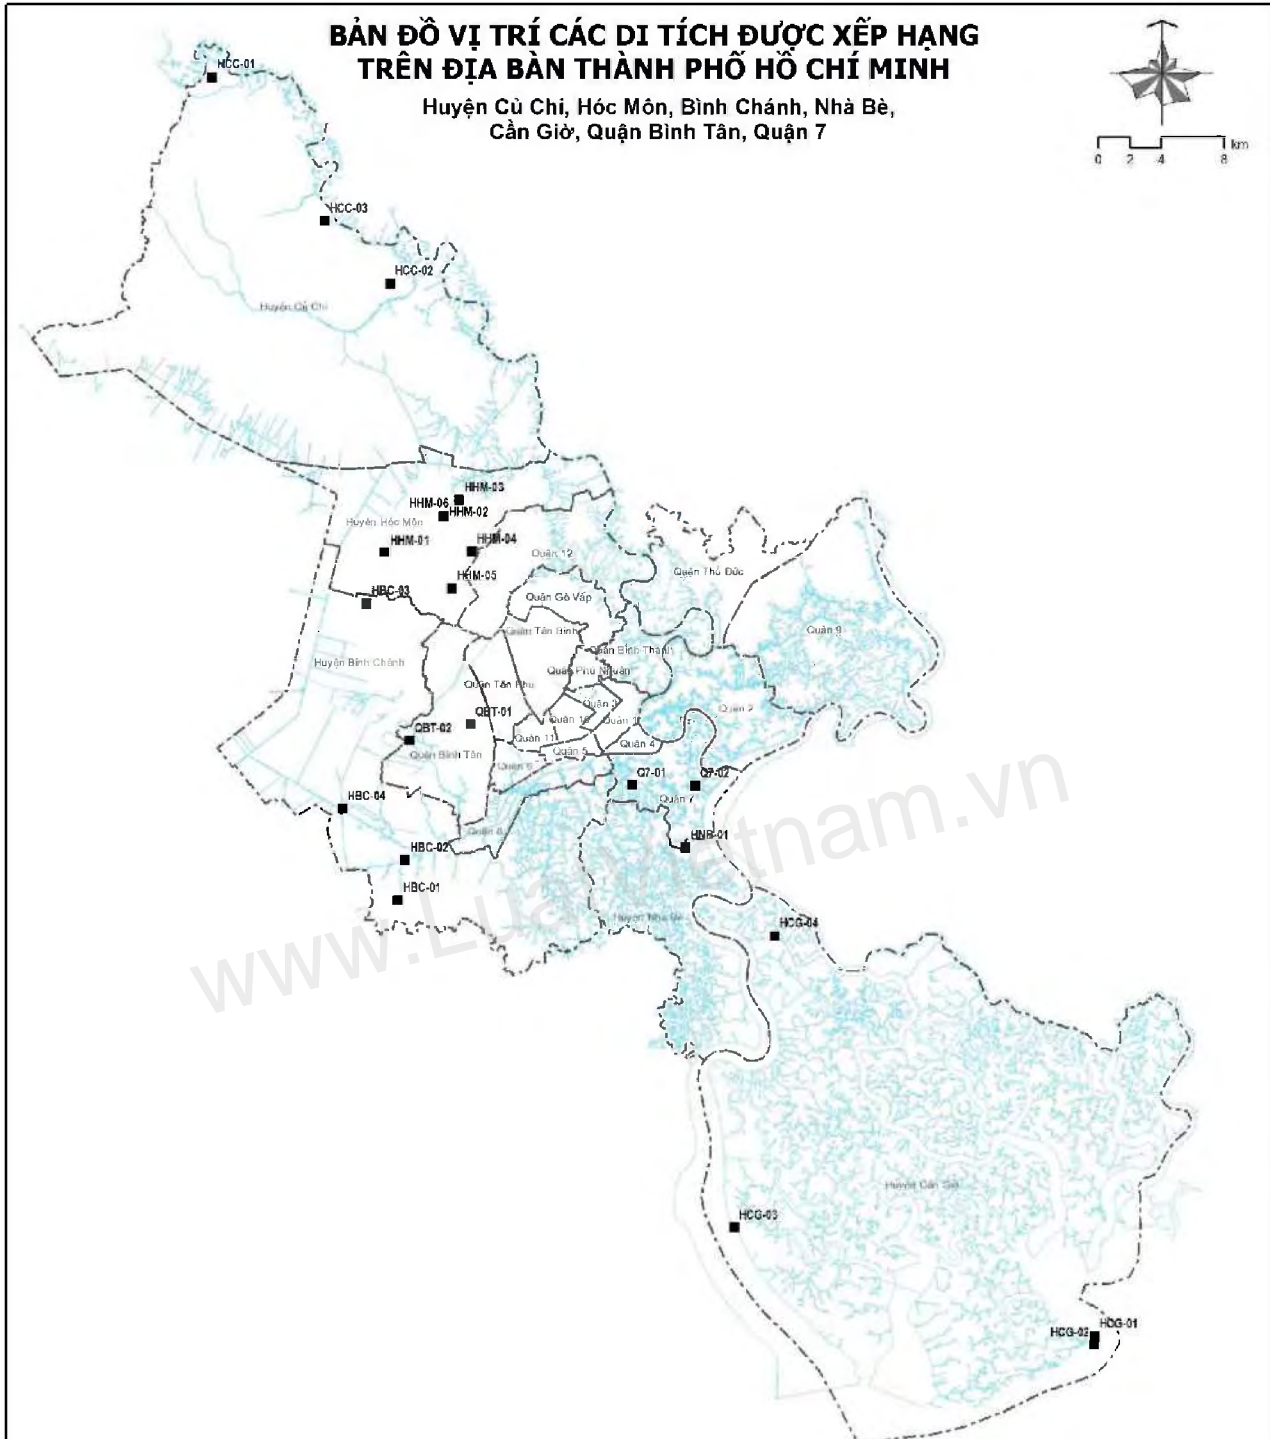 BẢN ĐỒ VỊ TRÍ CÁC DI TÍCH ĐƯỢC XẾP HẠNG
TRÊN ĐỊA BÀN THÀNH PHỐ HỒ CHÍ MINH
Huyện Củ Chi, Hóc Môn, Bình Chánh, Nhà Bè,
Cần Giờ, Quận Bình Tân, Quận 7
0 2 4 8 km
HCC-01
HCC-03
HCC-02
Huyện Củ Chi
HHM-03
HHM-06
HHM-02
Huyện Hóc Môn
HHM-01
HHM-04
Quận 12
Quận Thủ Đức
HHM-05
HBC-03
Quận Gò Vấp
Quận Tân Bình
Quận 9
Quận Bình Thạnh
Huyện Bình Chánh
Quận Phú Nhuận
Quận Tân Phú
Quận 3
Quận 2
QBT-01
Quận 10
Quận 1
QBT-02
Quận 11
Quận 4
Quận Bình Tân
Quận 5
Quận 6
Q7-01
Q7-02
Quận 7
HBC-04
Quận 8
HNB-01
HBC-02
HBC-01
Huyện Nhà Bè
HCG-04
Huyện Cần Giờ
HCG-03
HCG-01
HCG-02
www.LuatVietnam.vn